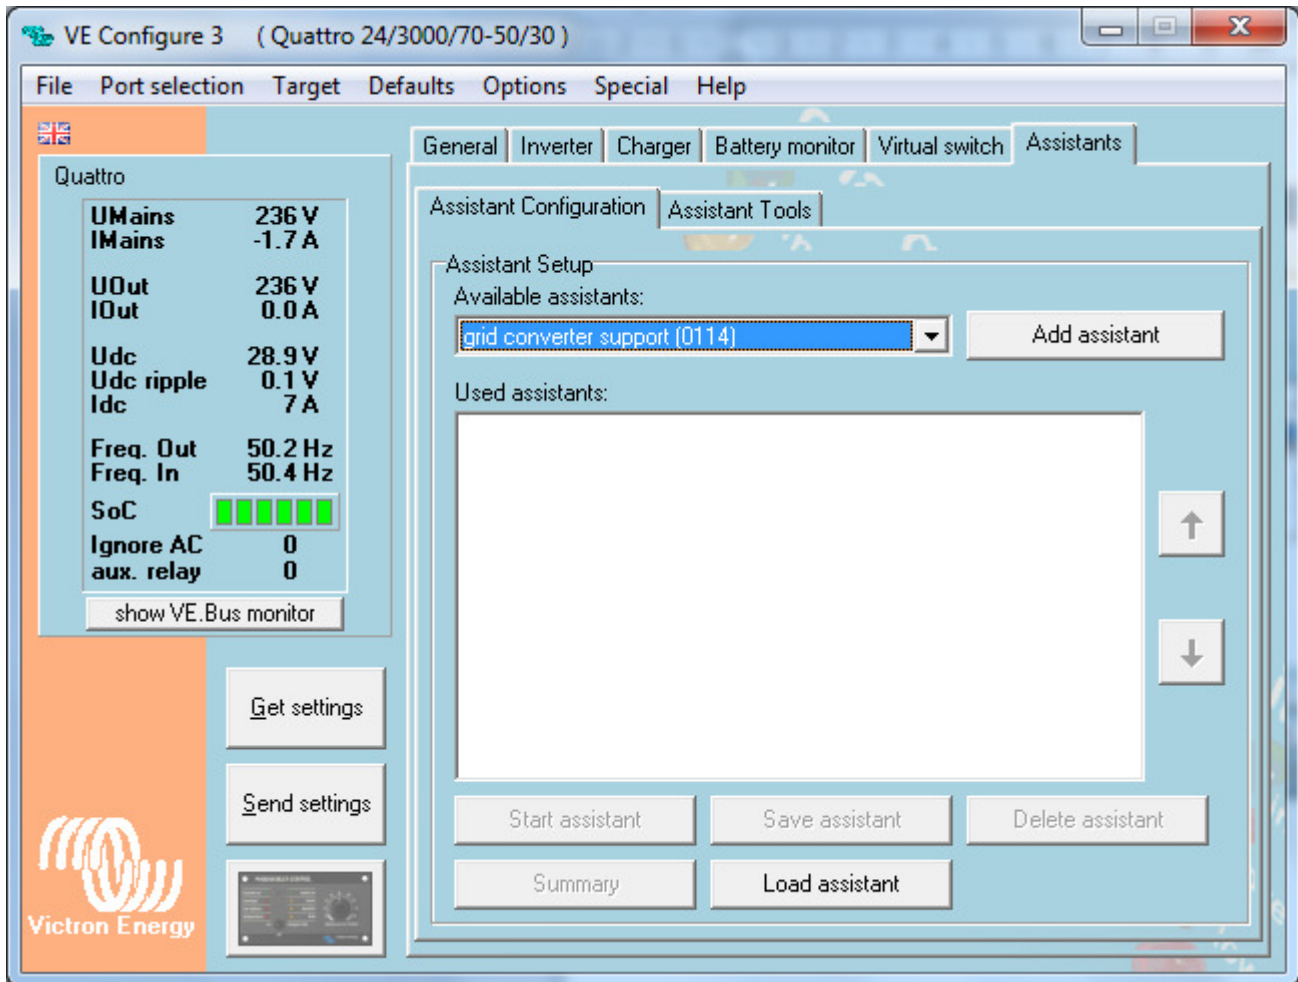 VE Configure 3 ( Quattro 24/3000/70-50/30 )
File Port selection Target Defaults Options Special Help
General Inverter Charger Battery monitor Virtual switch Assistants
Quattro
UMains 236 V
IMains -1.7 A
UOut 236 V
IOut 0.0 A
Udc 28.9 V
Udc ripple 0.1 V
Idc 7 A
Freq. Out 50.2 Hz
Freq. In 50.4 Hz
SoC
Ignore AC 0
aux. relay 0
show VE.Bus monitor
Get settings
Send settings
Victron Energy
Assistant Configuration Assistant Tools
Assistant Setup
Available assistants:
grid converter support (0114)
Add assistant
Used assistants:
Start assistant Save assistant Delete assistant
Summary Load assistant